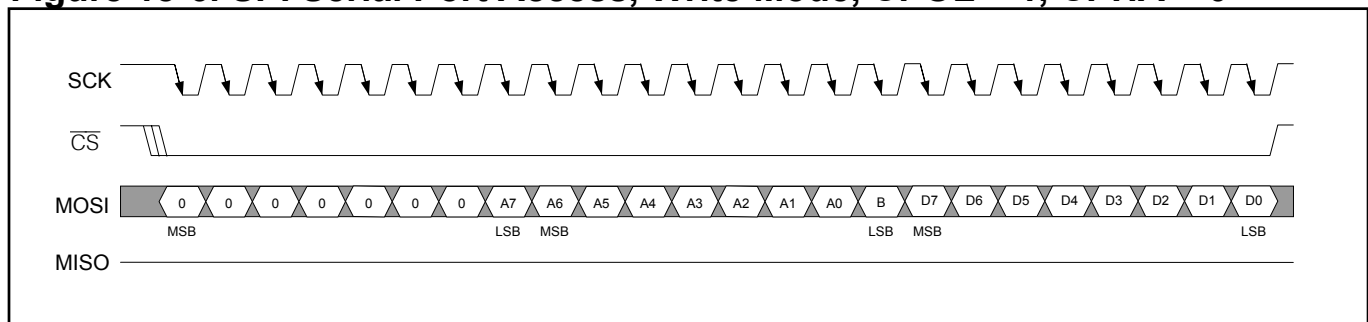 SCK
CS
MOSI 0 0 0 0 0 0 0 A7 A6 A5 A4 A3 A2 A1 A0 B D7 D6 D5 D4 D3 D2 D1 D0
MSB LSB MSB LSB MSB LSB
MISO